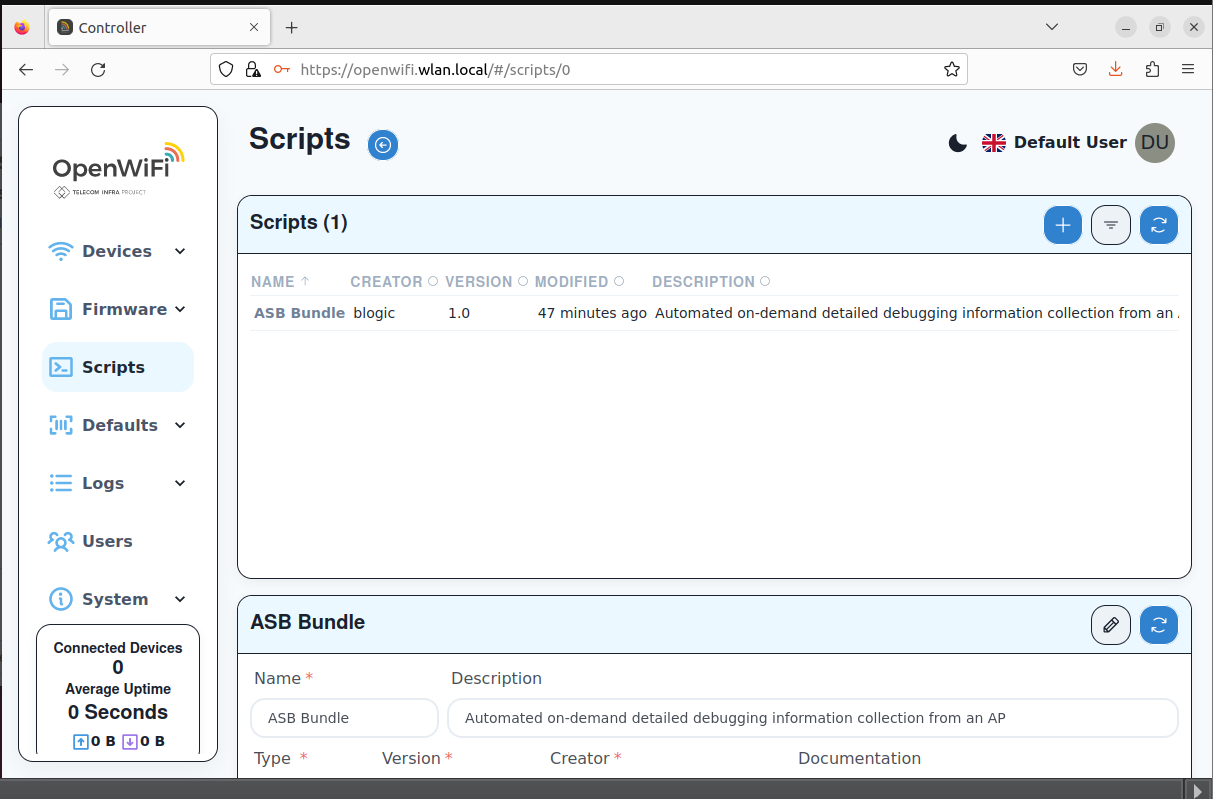 Controller
https://openwifi.wlan.local/#/scripts/0
OpenWiFi
TELECOM INFRA PROJECT
Devices
Firmware
Scripts
Defaults
Logs
Users
System
Connected Devices
0
Average Uptime
0 Seconds
0 B 0 B
Scripts
Default User DU
Scripts (1)
NAME CREATOR VERSION MODIFIED DESCRIPTION
ASB Bundle blogic 1.0 47 minutes ago Automated on-demand detailed debugging information collection from an
ASB Bundle
Name * Description
ASB Bundle Automated on-demand detailed debugging information collection from an AP
Type * Version * Creator * Documentation